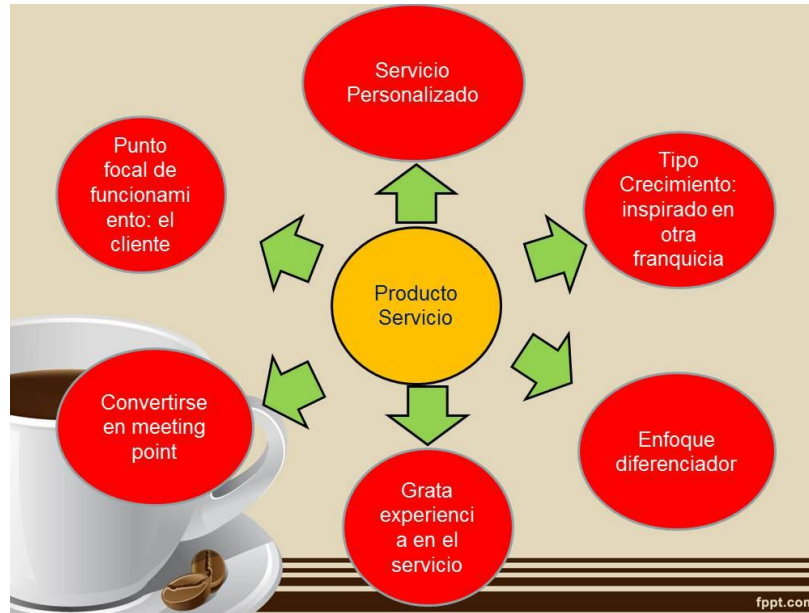 Servicio
Personalizado
Punto
focal de
funcionami
ento: el
cliente
Tipo
Crecimiento:
inspirado en
otra
franquicia
Producto
Servicio
Convertirse
en meeting
point
Enfoque
diferenciador
Grata
experienci
a en el
servicio
fppt.com